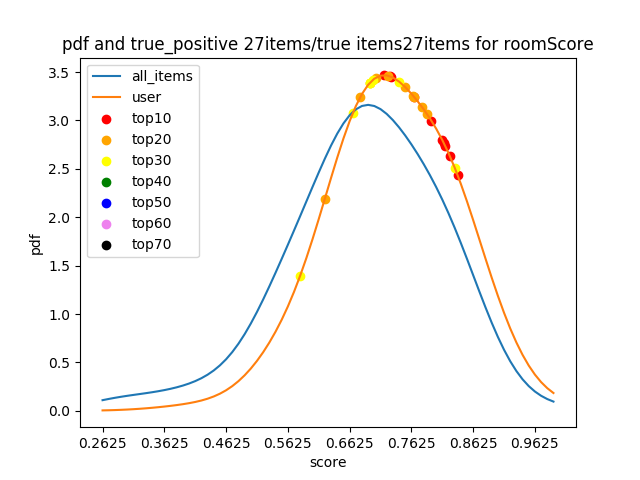 pdf and true_positive 27items/true items27items for roomScore
all_items
user
top10
top20
top30
top40
top50
top60
top70
3.5
3.0
2.5
2.0
1.5
1.0
0.5
0.0
pdf
0.2625 0.3625 0.4625 0.5625 0.6625 0.7625 0.8625 0.9625
score